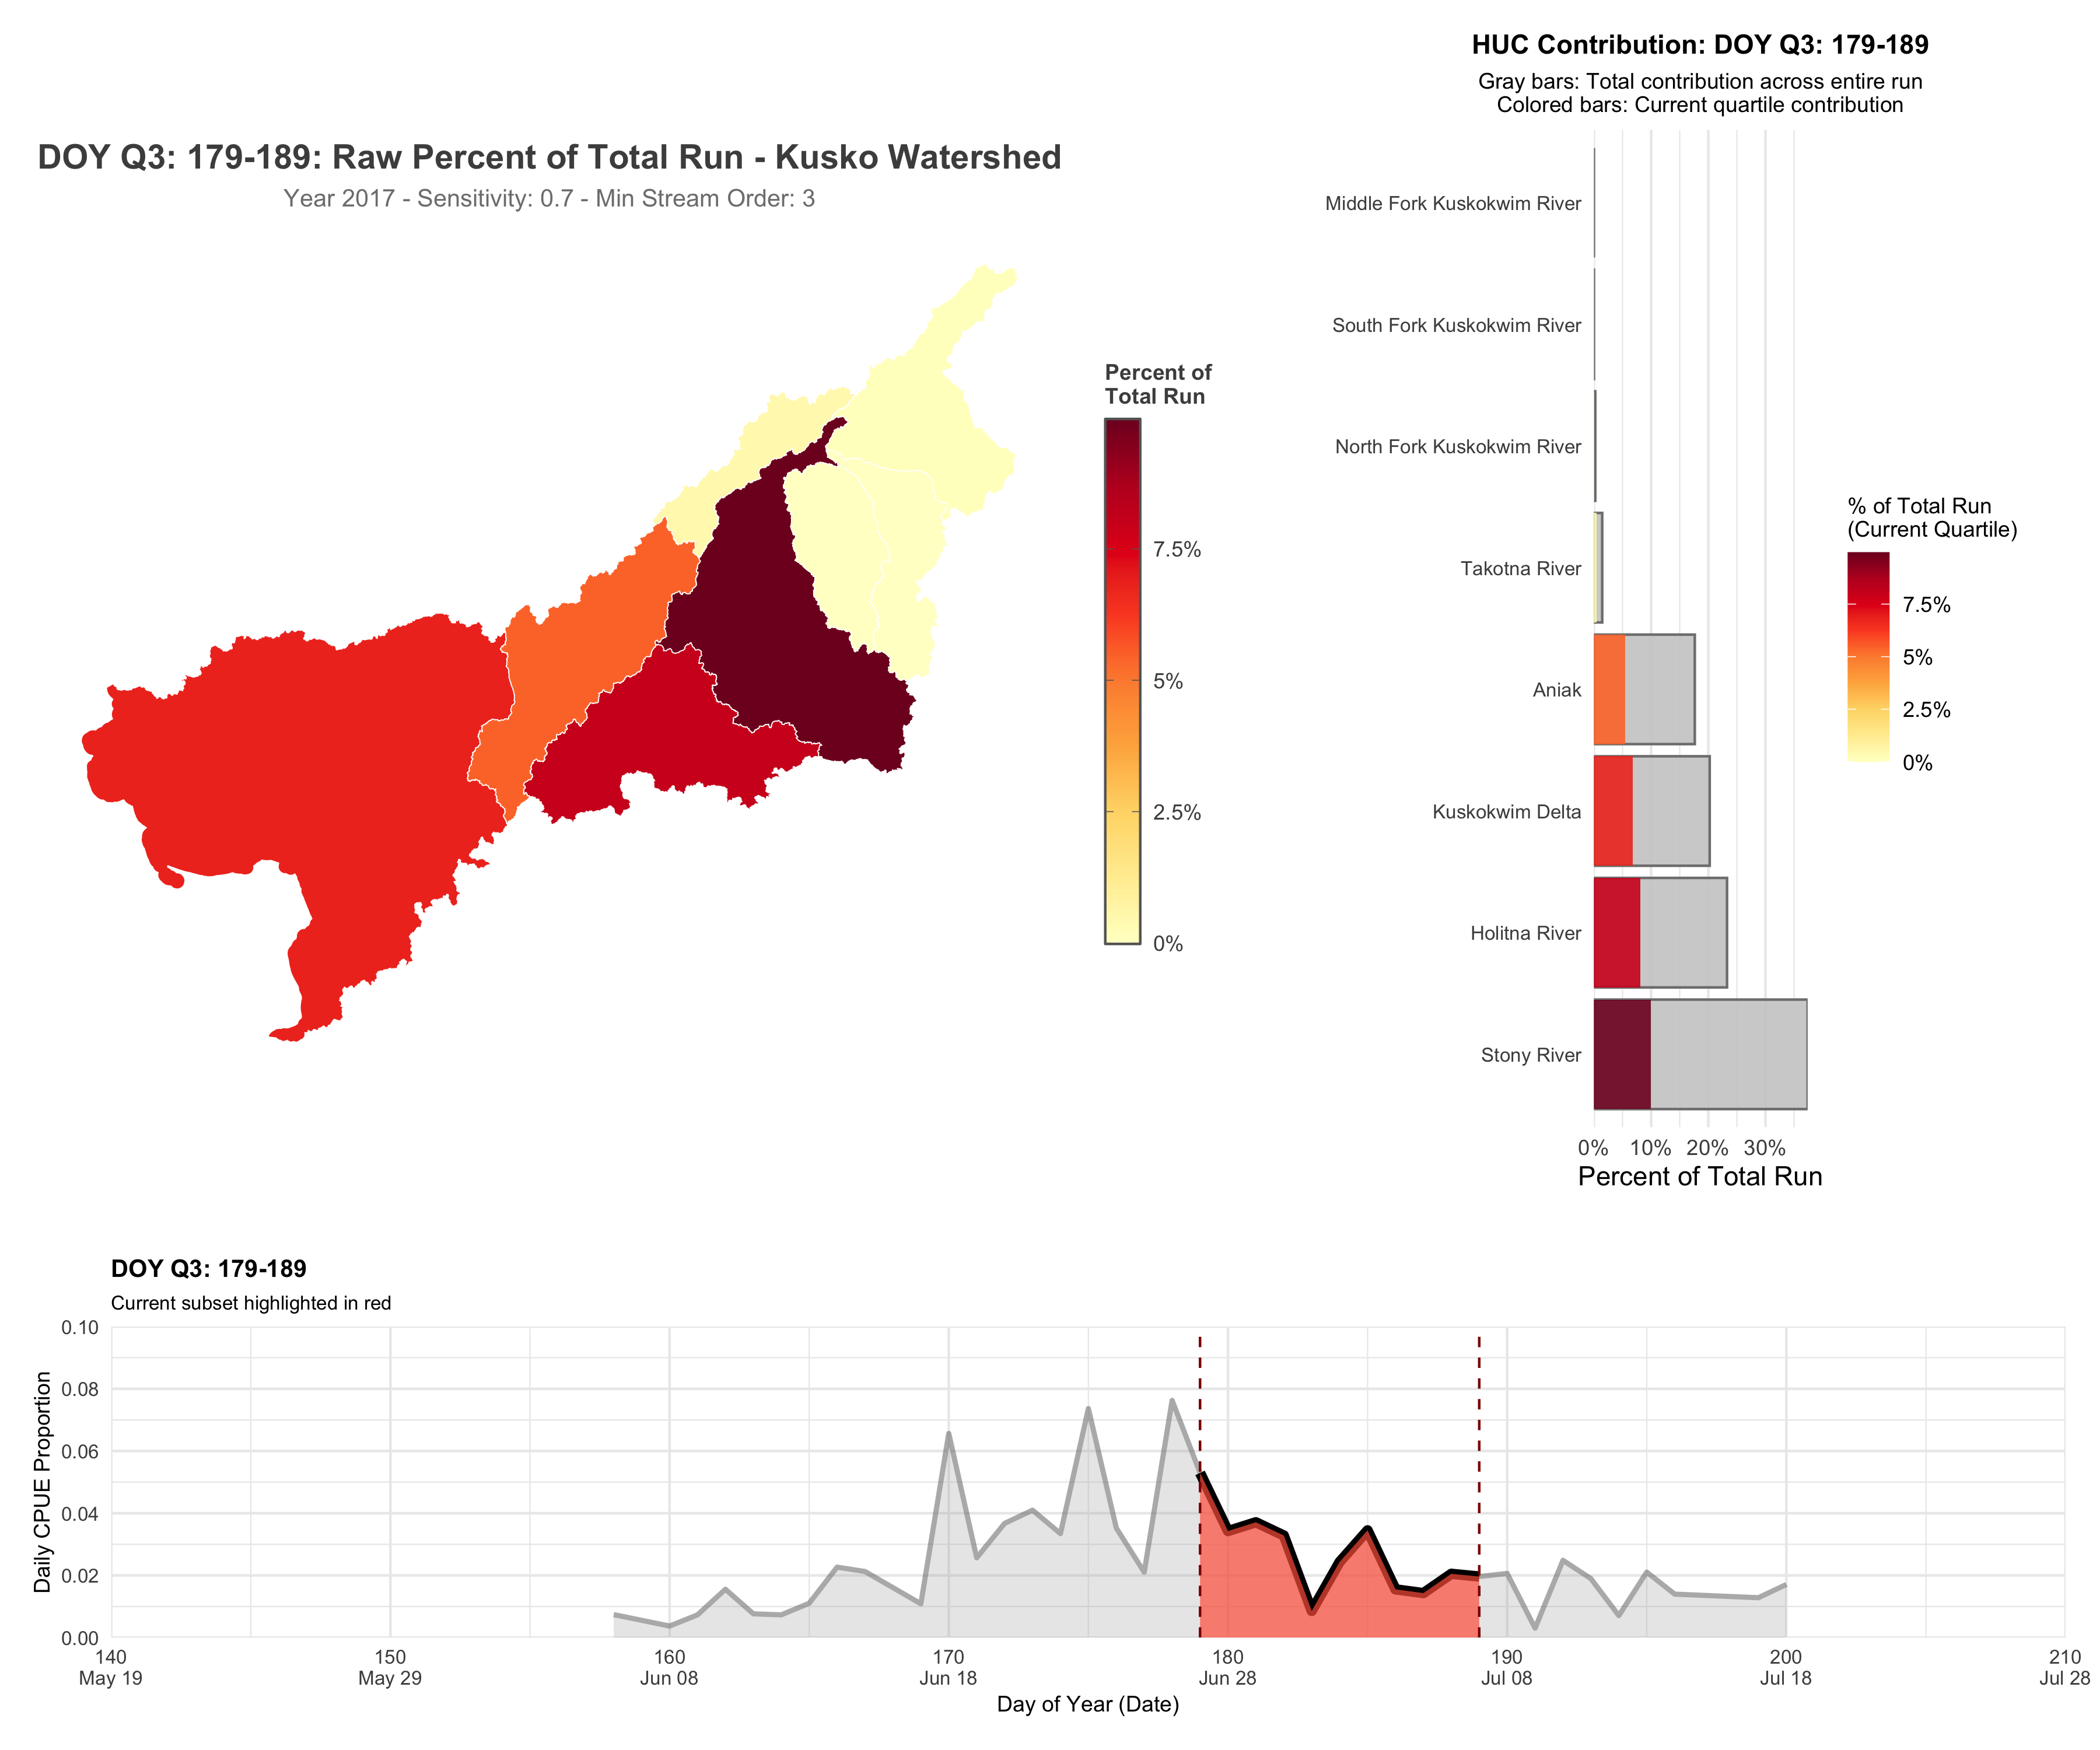 HUC Contribution: DOY Q3: 179-189
Gray bars: Total contribution across entire run
Colored bars: Current quartile contribution
DOY Q3: 179-189: Raw Percent of Total Run - Kusko Watershed
Year 2017 - Sensitivity: 0.7 - Min Stream Order: 3
Percent of
Total Run
7.5%
5%
2.5%
0%
Middle Fork Kuskokwim River
South Fork Kuskokwim River
North Fork Kuskokwim River
Takotna River
Aniak
Kuskokwim Delta
Holitna River
Stony River
0% 10% 20% 30%
Percent of Total Run
% of Total Run
(Current Quartile)
7.5%
5%
2.5%
0%
DOY Q3: 179-189
Current subset highlighted in red
Daily CPUE Proportion
0.10
0.08
0.06
0.04
0.02
0.00
140 150 160 170 180 190 200 210
May 19 May 29 Jun 08 Jun 18 Jun 28 Jul 08 Jul 18 Jul 28
Day of Year (Date)